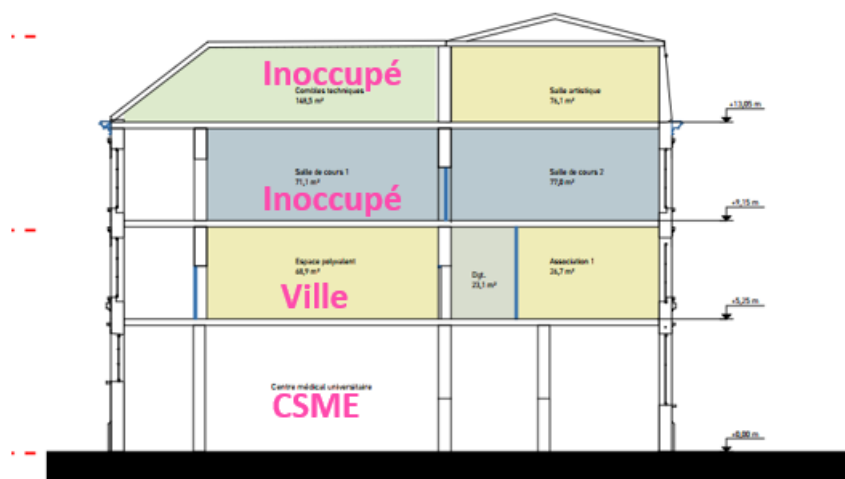 Inoccupé
Combles techniques
168,5 m²
Salle artistique
76,1 m²
+13,05 m
Salle de cours 1
71,1 m²
Salle de cours 2
77,8 m²
Inoccupé
+9,15 m
Espace polyvalent
68,9 m²
Dgt.
23,1 m²
Association 1
26,7 m²
Ville
+5,25 m
Centre médical universitaire
CSME
+0,00 m